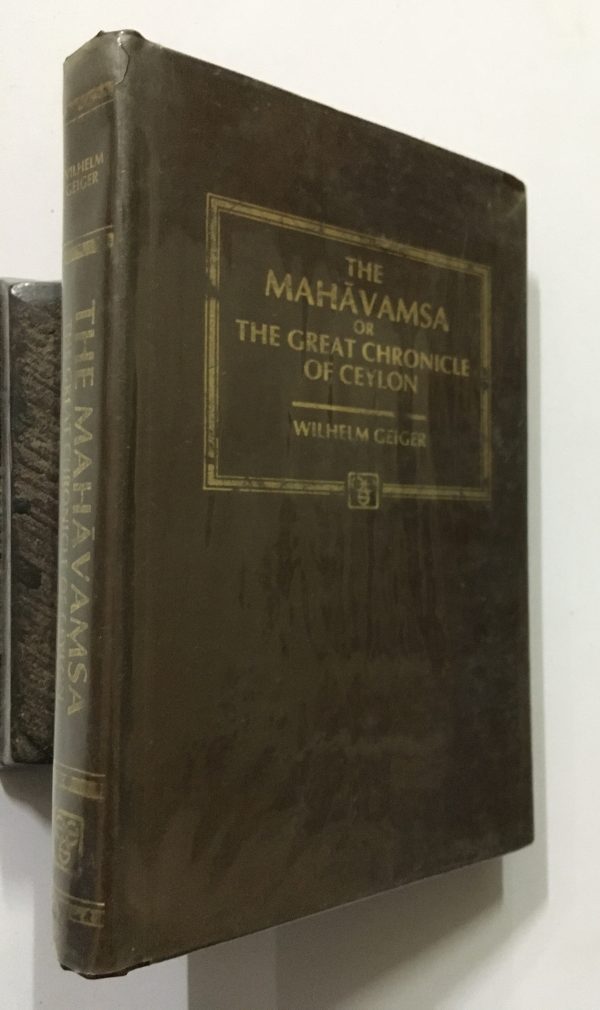 THE
MAHĀVAMSA
OR
THE GREAT CHRONICLE
OF CEYLON
WILHELM GEIGER
WILHELM
GEIGER
THE MAHĀVAMSA